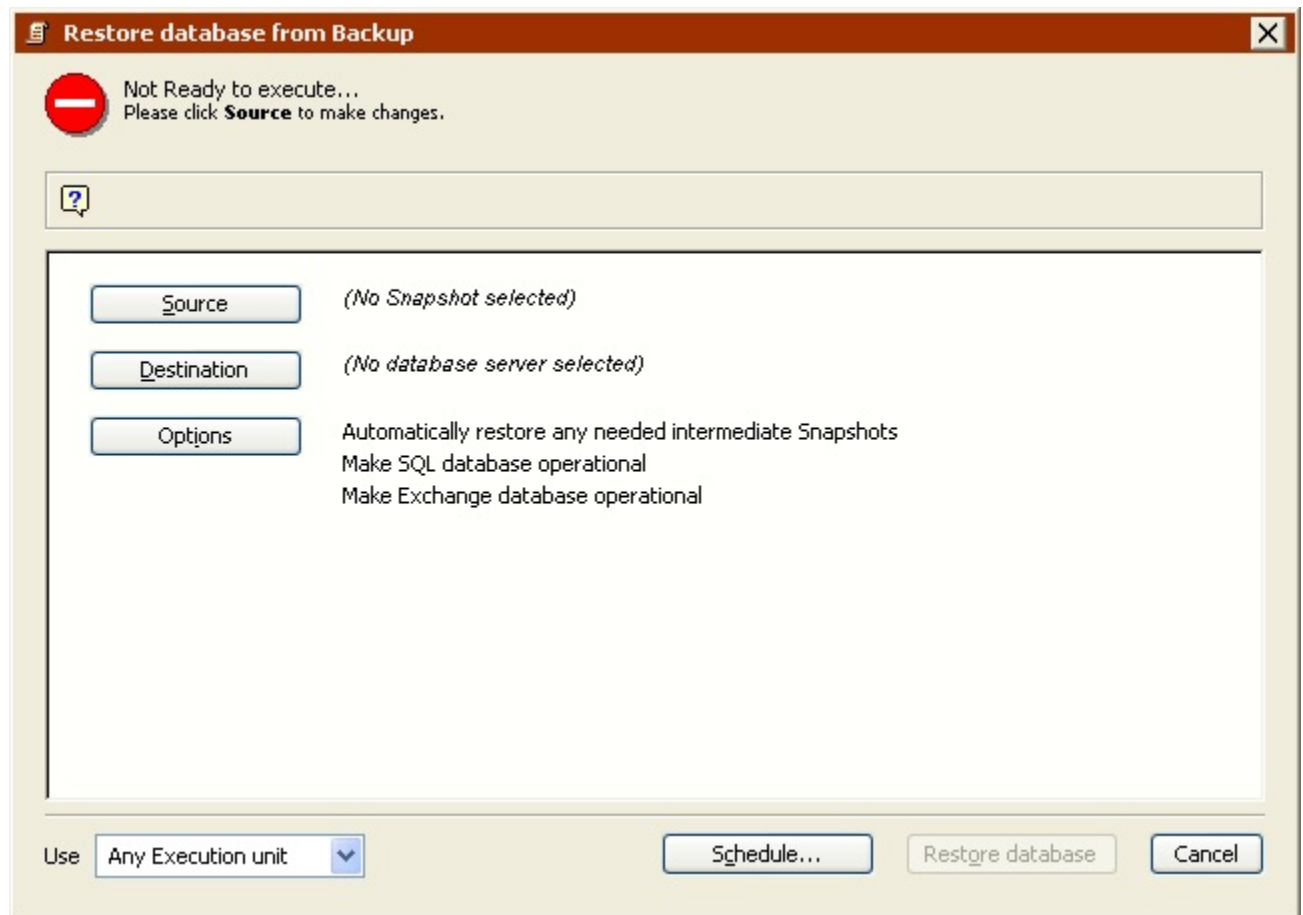 Restore database from Backup
Not Ready to execute...
Please click Source to make changes.
Source (No Snapshot selected)
Destination (No database server selected)
Options Automatically restore any needed intermediate Snapshots
Make SQL database operational
Make Exchange database operational
Use Any Execution unit Schedule... Restore database Cancel